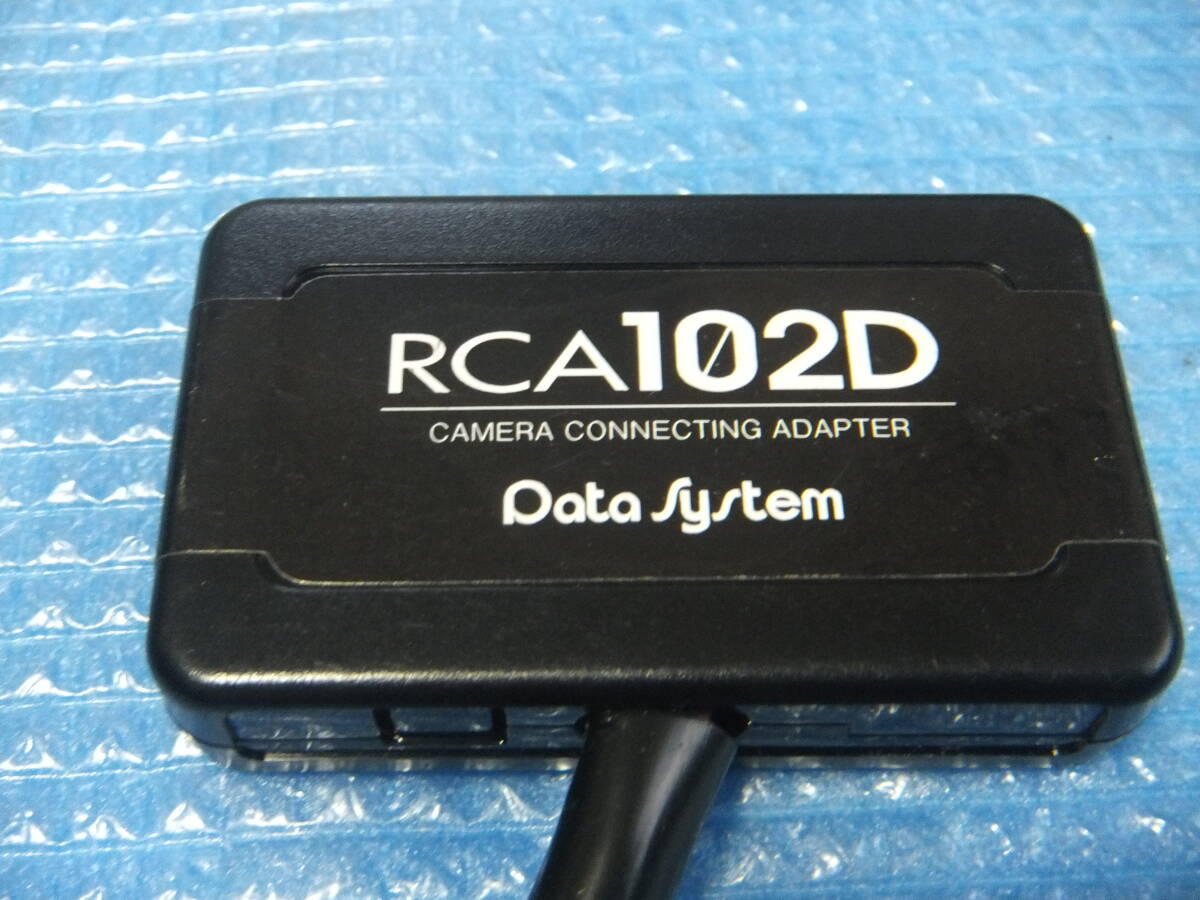 RCA102D
CAMERA CONNECTING ADAPTER
Data System